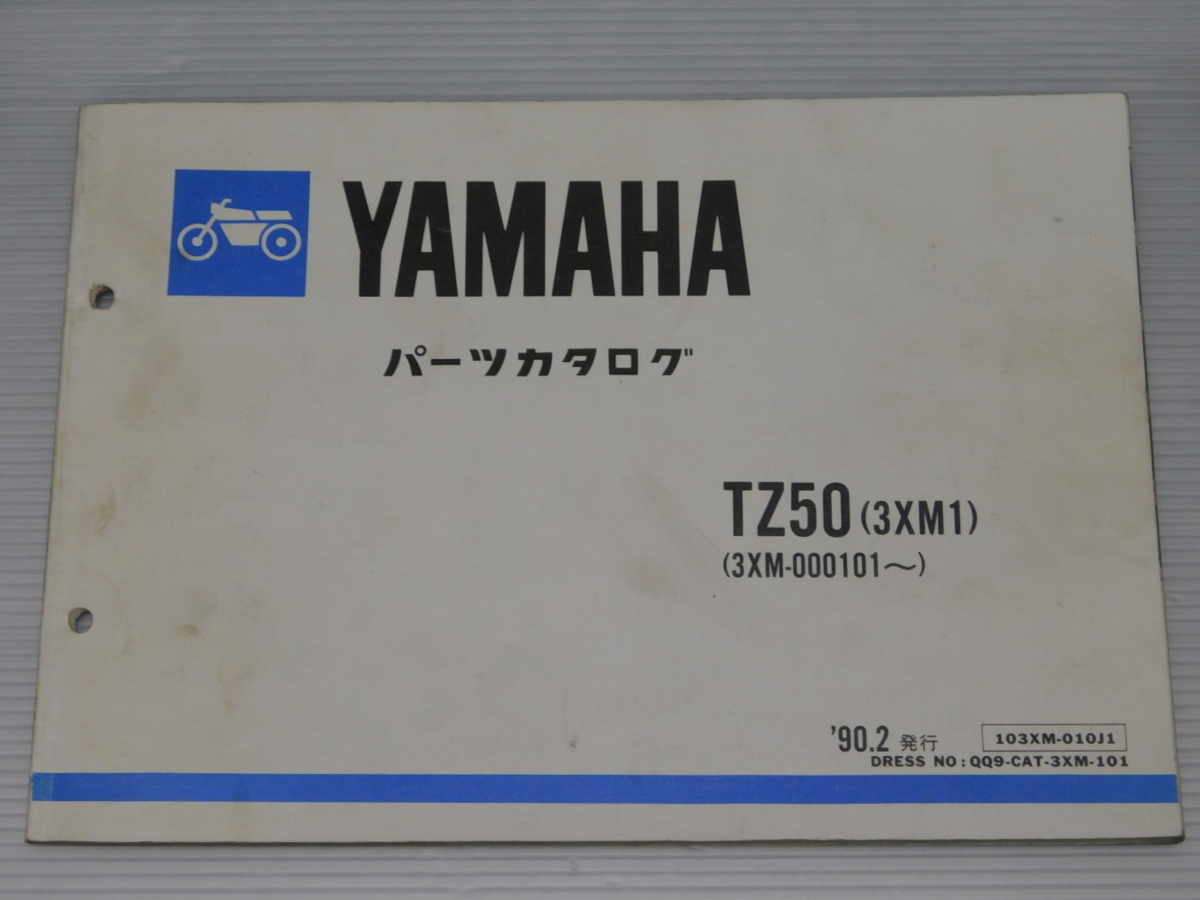 YAMAHA
パーツカタログ
TZ50 (3XM1)
(3XM-000101〜)
'90.2 発行 103XM-010J1
DRESS NO : QQ9-CAT-3XM-101